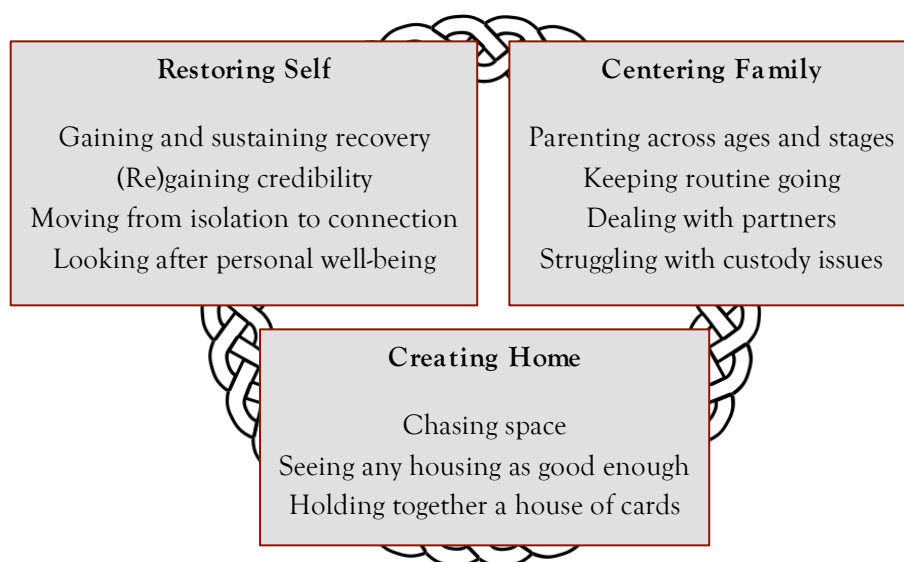 Restoring Self
Gaining and sustaining recovery
(Re)gaining credibility
Moving from isolation to connection
Looking after personal well-being
Centering Family
Parenting across ages and stages
Keeping routine going
Dealing with partners
Struggling with custody issues
Creating Home
Chasing space
Seeing any housing as good enough
Holding together a house of cards